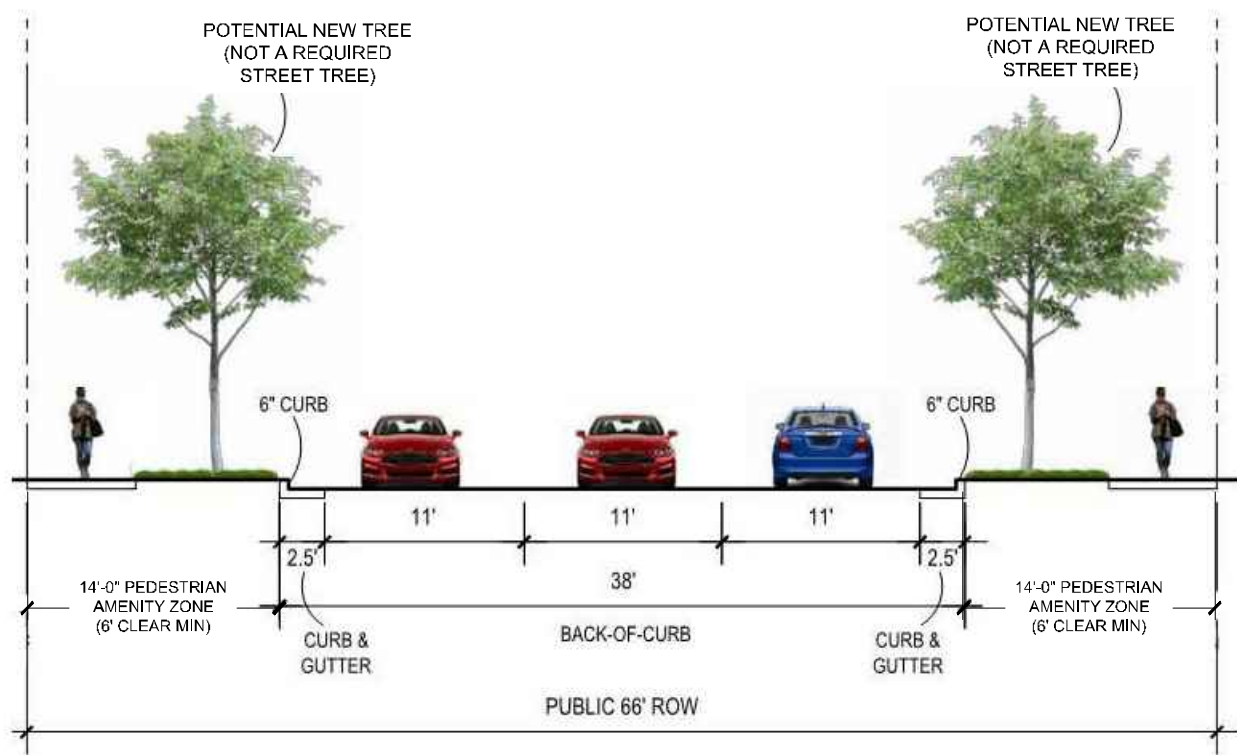 POTENTIAL NEW TREE
(NOT A REQUIRED
STREET TREE)
POTENTIAL NEW TREE
(NOT A REQUIRED
STREET TREE)
6" CURB
6" CURB
11'
11'
11'
2.5'
2.5'
38'
14'-0" PEDESTRIAN
AMENITY ZONE
(6' CLEAR MIN)
14'-0" PEDESTRIAN
AMENITY ZONE
(6' CLEAR MIN)
CURB &
GUTTER
BACK-OF-CURB
CURB &
GUTTER
PUBLIC 66' ROW